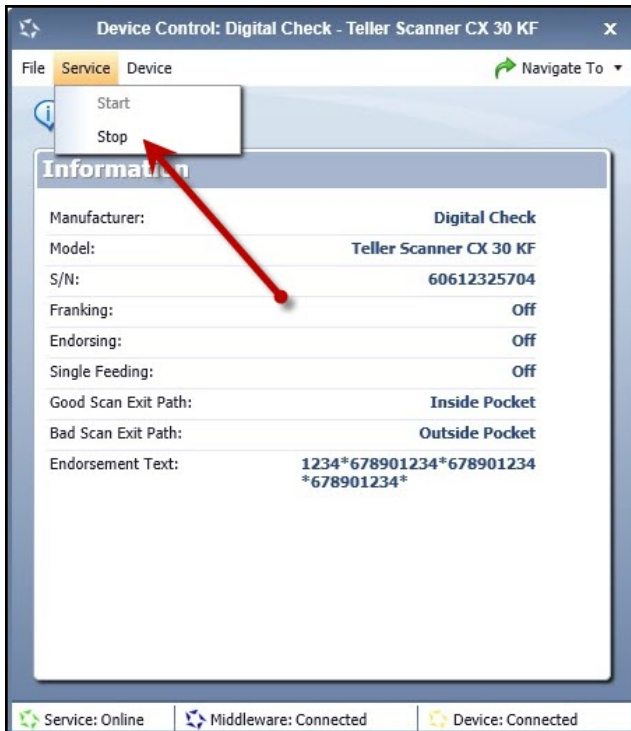 Device Control: Digital Check - Teller Scanner CX 30 KF x
File Service Device Navigate To
Start
Stop
Information
Manufacturer: Digital Check
Model: Teller Scanner CX 30 KF
S/N: 60612325704
Franking: Off
Endorsing: Off
Single Feeding: Off
Good Scan Exit Path: Inside Pocket
Bad Scan Exit Path: Outside Pocket
Endorsement Text: 1234*678901234*678901234
*678901234*
Service: Online Middleware: Connected Device: Connected